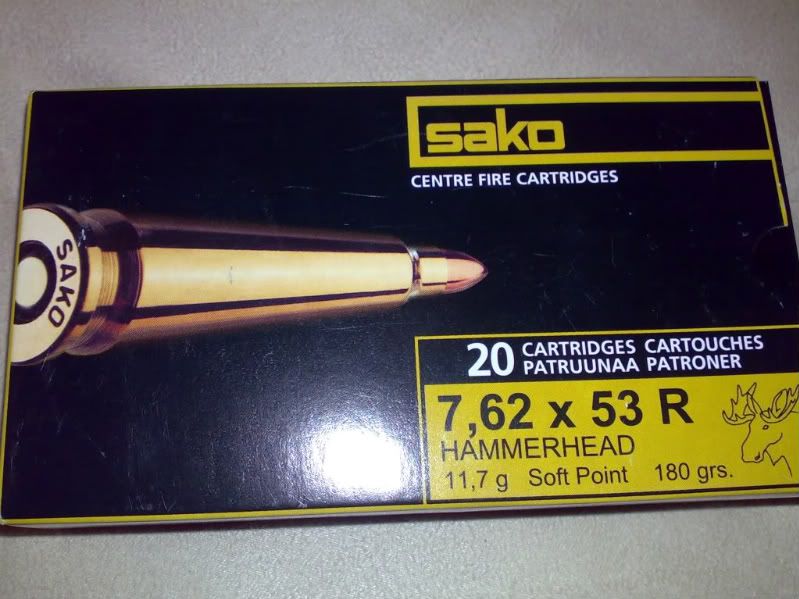 sako
CENTRE FIRE CARTRIDGES
SAKO
20 CARTRIDGES CARTOUCHES
PATRUUNAA PATRONER
7,62 x 53 R
HAMMERHEAD
11,7 g Soft Point 180 grs.